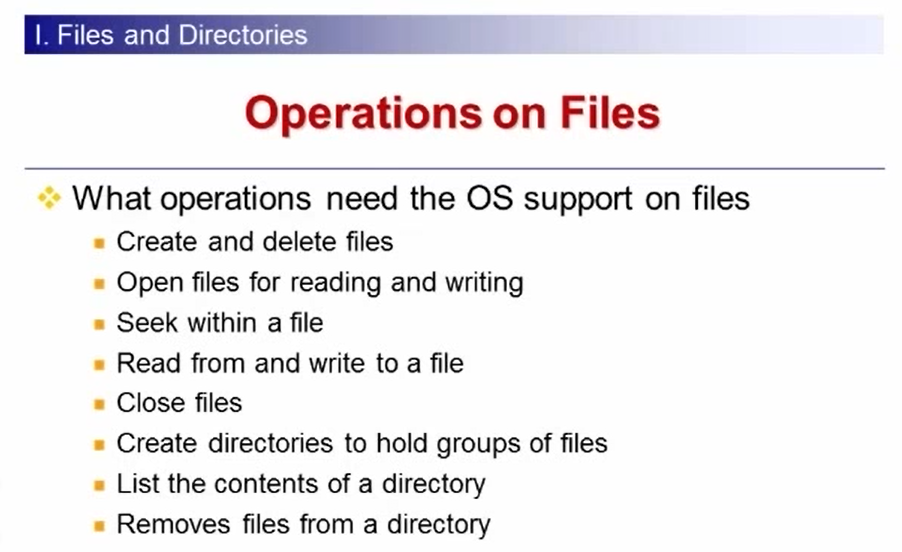 I. Files and Directories
Operations on Files
What operations need the OS support on files
Create and delete files
Open files for reading and writing
Seek within a file
Read from and write to a file
Close files
Create directories to hold groups of files
List the contents of a directory
Removes files from a directory